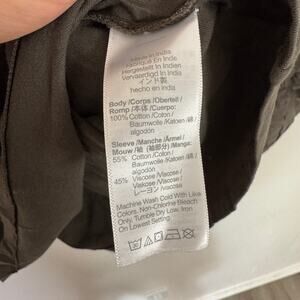 Made in India
Fabriqué En Inde
Hergestellt In Indien
Vervaardigd In India
インド製
hecho en india
Body/Corps/Oberteil/
Romp/本体/Cuerpo:
100% Cotton/Coton/
Baumwolle/Katoen/綿/
algodón
Sleeve/Manche/Ärmel/
Mouw/袖 (袖部分)/Manga:
55% Cotton/Coton/
Baumwolle/Katoen/綿/
algodón
45% Viscose/Viscose/
Viskose/Viscose/
レーヨン/viscosa
Machine Wash Cold With Like
Colors. Non-Chlorine Bleach
Only. Tumble Dry Low. Iron
On Lowest Setting